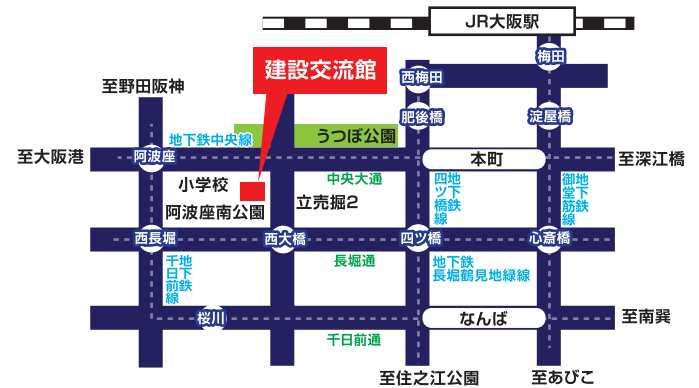 JR大阪駅
梅田
西梅田
建設交流館
至野田阪神
肥後橋
淀屋橋
うつぼ公園
地下鉄中央線
至大阪港
阿波座
本町
至深江橋
中央大通
小学校
阿波座南公園
立売掘2
四ツ橋線
地下鉄
御堂筋線
地下鉄
西長堀
西大橋
四ツ橋
心斎橋
長堀通
千日前線
地下鉄
地下鉄
長堀鶴見地緑線
桜川
なんば
至南巽
千日前通
至住之江公園
至あびこ